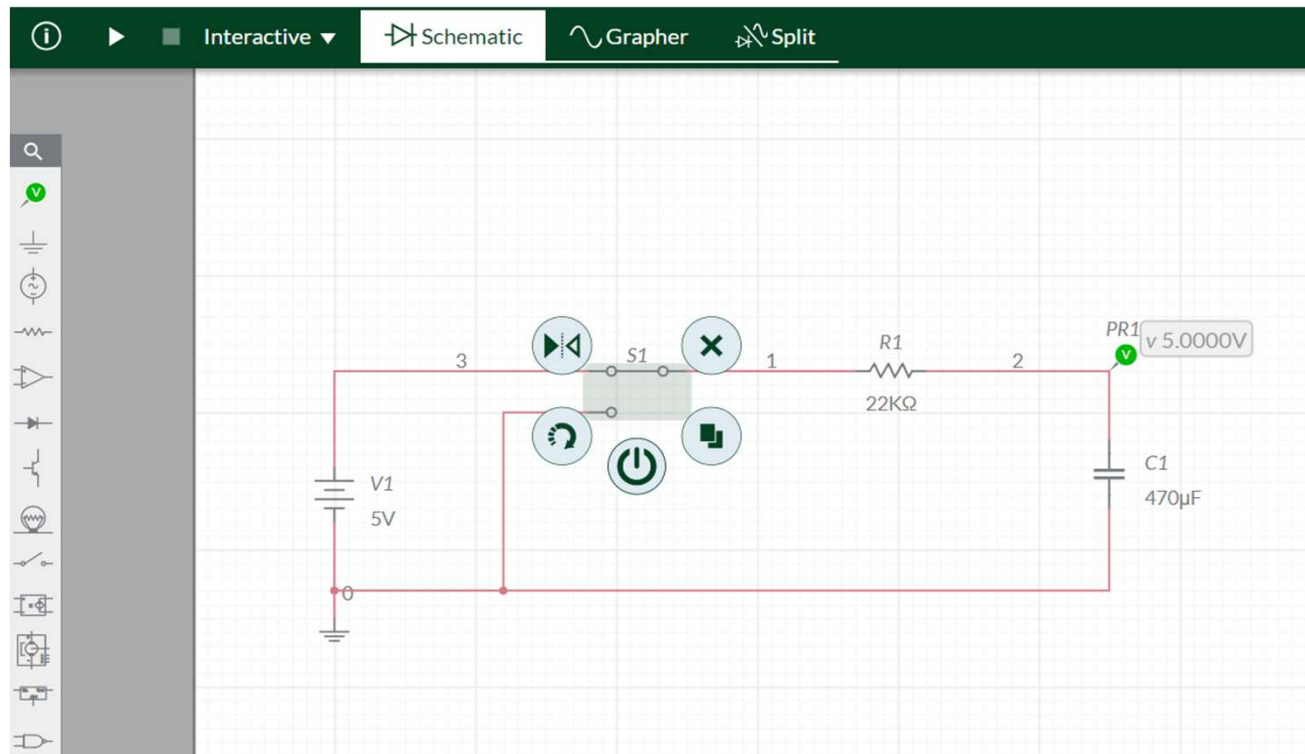 Interactive Schematic Grapher Split
V
PR1 v 5.0000V
V
3 S1 1 R1 2
22KΩ
C1
470µF
V1
5V
0